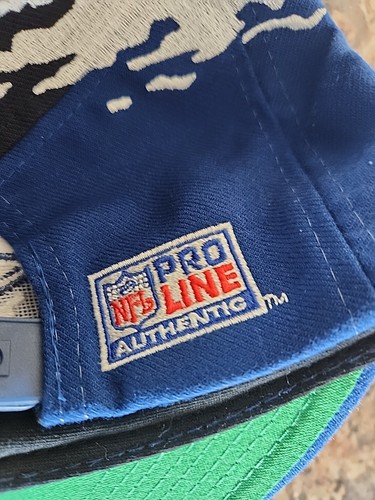 PRO
NFL LINE
AUTHENTIC TM